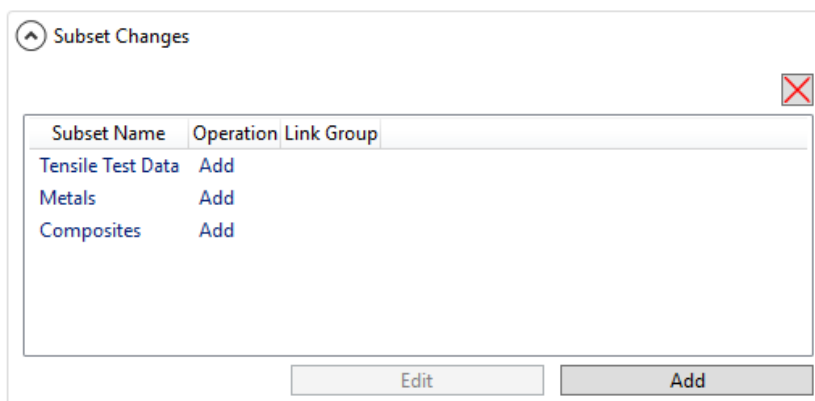 Subset Changes
Subset Name Operation Link Group
Tensile Test Data Add
Metals Add
Composites Add
Edit Add